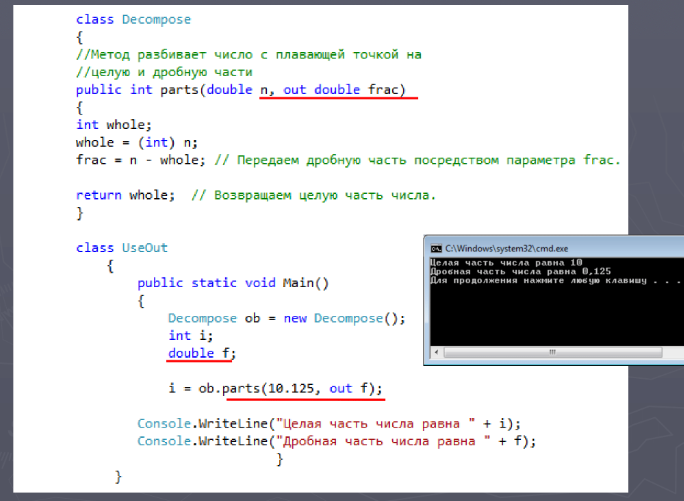 class Decompose
{
//Метод разбивает число с плавающей точкой на
//целую и дробную части
public int parts(double n, out double frac)
{
int whole;
whole = (int) n;
frac = n - whole; // Передаем дробную часть посредством параметра frac.
return whole;  // Возвращаем целую часть числа.
}
class UseOut
{
public static void Main()
{
Decompose ob = new Decompose();
int i;
double f;
i = ob.parts(10.125, out f);
Console.WriteLine("Целая часть числа равна " + i);
Console.WriteLine("Дробная часть числа равна " + f);
}
}
C:\Windows\system32\cmd.exe
Целая часть числа равна 10
Дробная часть числа равна 0,125
Для продолжения нажмите любую клавишу . . .